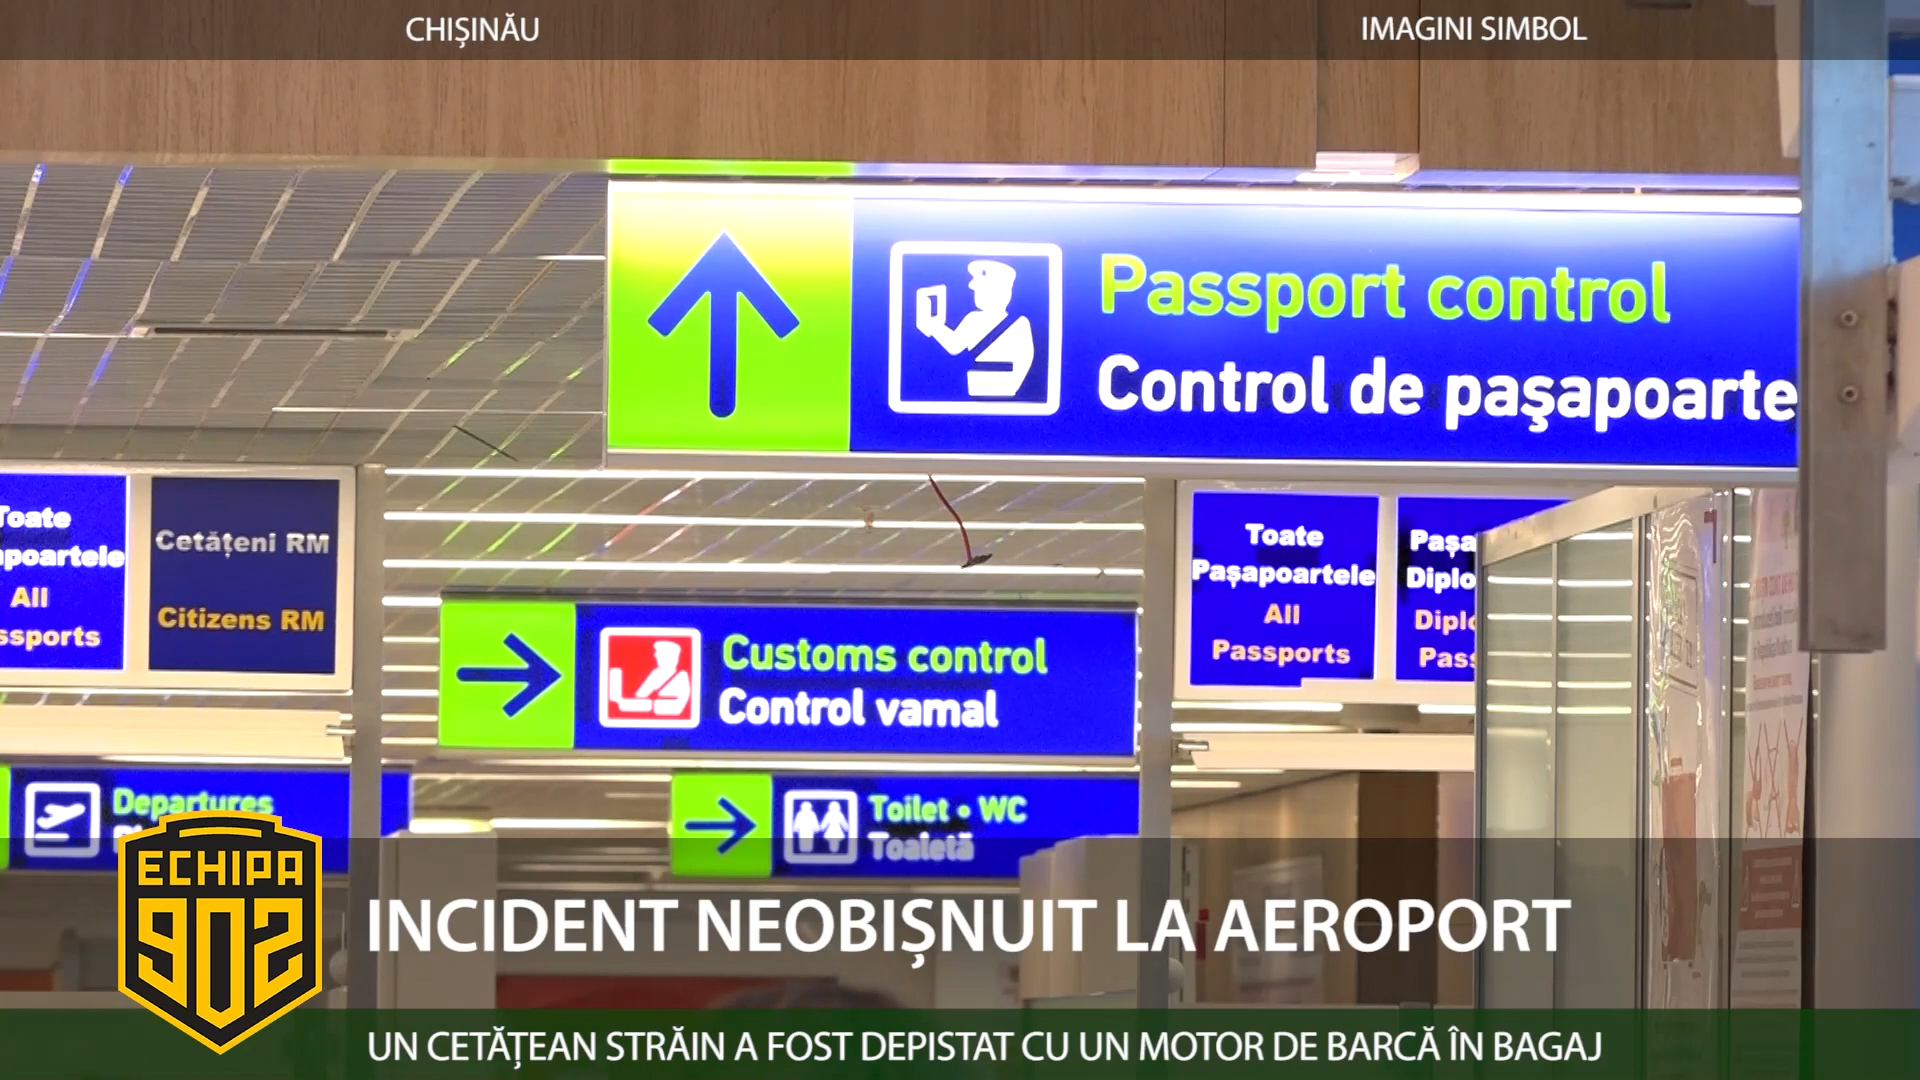 CHIȘINĂU
IMAGINI SIMBOL
Passport control
Control de paşapoarte
Toate
All
Cetăţeni RM
Citizens RM
Toate
Paşapoartele
All
Passports
Customs control
Control vamal
Departures
Toilet • WC
Toaletă
ECHIPA
902
INCIDENT NEOBIȘNUIT LA AEROPORT
UN CETĂȚEAN STRĂIN A FOST DEPISTAT CU UN MOTOR DE BARCĂ ÎN BAGAJ